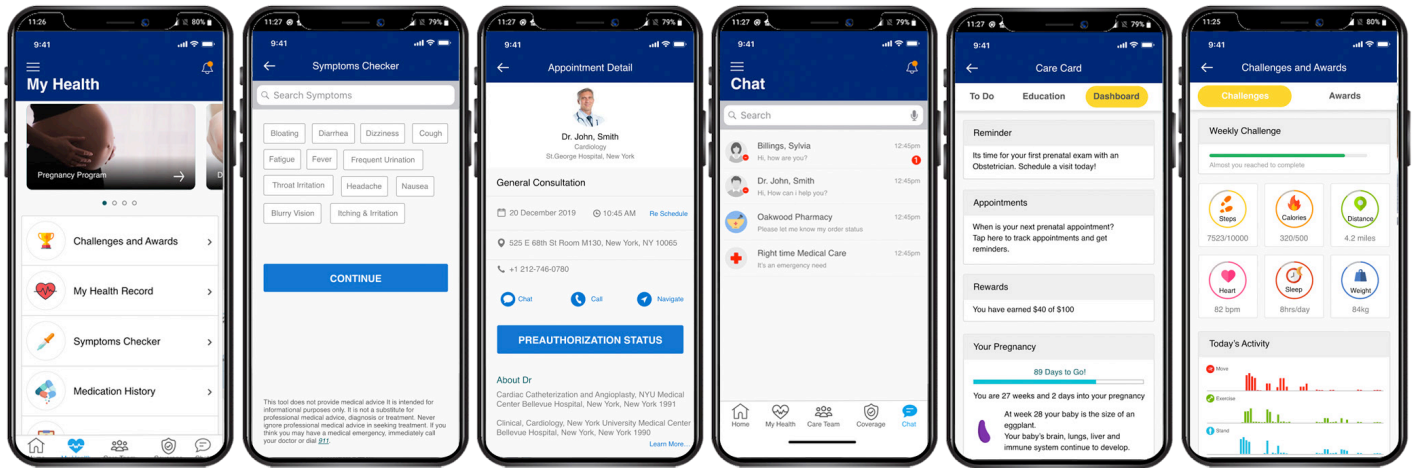 11:26
80%
9:41
My Health
Pregnancy Program
D
Challenges and Awards
My Health Record
Symptoms Checker
Medication History
My Health
Care Team
11:27
79%
9:41
Symptoms Checker
Search Symptoms
Bloating
Diarrhea
Dizziness
Cough
Fatigue
Fever
Frequent Urination
Throat Irritation
Headache
Nausea
Blurry Vision
Itching & Irritation
CONTINUE
This tool does not provide medical advice It is intended for
informational purposes only. It is not a substitute for
professional medical advice, diagnosis or treatment. Never
ignore professional medical advice in seeking treatment. If you
think you may have a medical emergency, immediately call
your doctor or dial 911.
11:27
79%
9:41
Appointment Detail
Dr. John, Smith
Cardiology
St.George Hospital, New York
General Consultation
20 December 2019
10:45 AM
Re Schedule
525 E 68th St Room M130, New York, NY 10065
+1 212-746-0780
Chat
Call
Navigate
PREAUTHORIZATION STATUS
About Dr
Cardiac Catheterization and Angioplasty, NYU Medical
Center Bellevue Hospital, New York, New York 1991
Clinical, Cardiology, New York University Medical Center
Bellevue Hospital, New York, New York 1990
Learn More...
11:27
79%
9:41
Chat
Search
Billings, Sylvia
12:45pm
Hi, how are you?
1
Dr. John, Smith
12:45pm
Hi, How can i help you?
Oakwood Pharmacy
12:45pm
Please let me know my order status
Right time Medical Care
12:45pm
It's an emergency need
Home
My Health
Care Team
Coverage
Chat
11:27
79%
9:41
Care Card
To Do
Education
Dashboard
Reminder
Its time for your first prenatal exam with an
Obstetrician. Schedule a visit today!
Appointments
When is your next prenatal appointment?
Tap here to track appointments and get
reminders.
Rewards
You have earned $40 of $100
Your Pregnancy
89 Days to Go!
You are 27 weeks and 2 days into your pregnancy
At week 28 your baby is the size of an
eggplant.
Your baby's brain, lungs, liver and
immune system continue to develop.
11:25
80%
9:41
Challenges and Awards
Challenges
Awards
Weekly Challenge
Almost you reached to complete
Steps
Calories
Distance
7523/10000
320/500
4.2 miles
Heart
Sleep
Weight
82 bpm
8hrs/day
84kg
Today's Activity
Move
Exercise
Stand